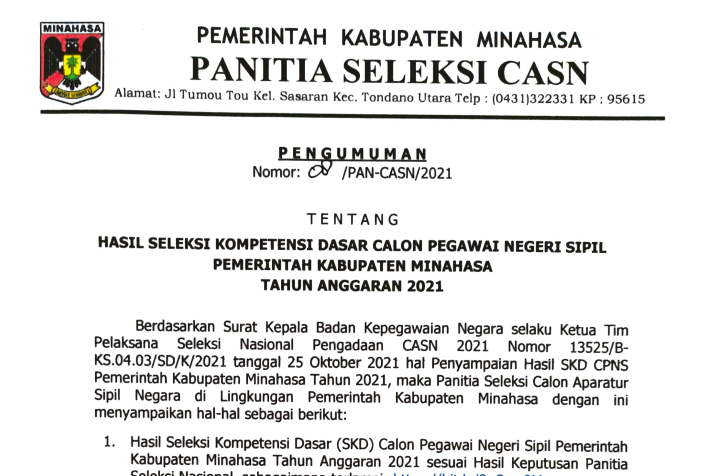 MINAHASA
PEMERINTAH KABUPATEN MINAHASA
PANITIA SELEKSI CASN
Alamat: Jl Tumou Tou Kel. Sasaran Kec. Tondano Utara Telp : (0431)322331 KP : 95615
PENGUMUMAN
Nomor: 08 /PAN-CASN/2021
TENTANG
HASIL SELEKSI KOMPETENSI DASAR CALON PEGAWAI NEGERI SIPIL
PEMERINTAH KABUPATEN MINAHASA
TAHUN ANGGARAN 2021
Berdasarkan Surat Kepala Badan Kepegawaian Negara selaku Ketua Tim
Pelaksana Seleksi Nasional Pengadaan CASN 2021 Nomor 13525/B-
KS.04.03/SD/K/2021 tanggal 25 Oktober 2021 hal Penyampaian Hasil SKD CPNS
Pemerintah Kabupaten Minahasa Tahun 2021, maka Panitia Seleksi Calon Aparatur
Sipil Negara di Lingkungan Pemerintah Kabupaten Minahasa dengan ini
menyampaikan hal-hal sebagai berikut:
1. Hasil Seleksi Kompetensi Dasar (SKD) Calon Pegawai Negeri Sipil Pemerintah
Kabupaten Minahasa Tahun Anggaran 2021 sesuai Hasil Keputusan Panitia